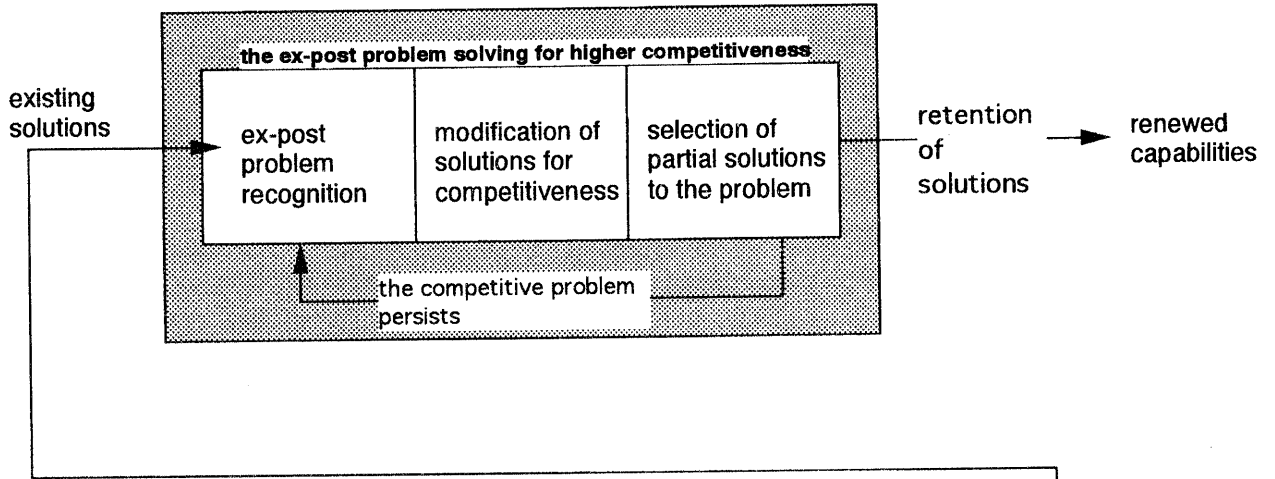 the ex-post problem solving for higher competitiveness
existing
solutions
ex-post
problem
recognition
modification of
solutions for
competitiveness
selection of
partial solutions
to the problem
retention
of
solutions
renewed
capabilities
the competitive problem
persists